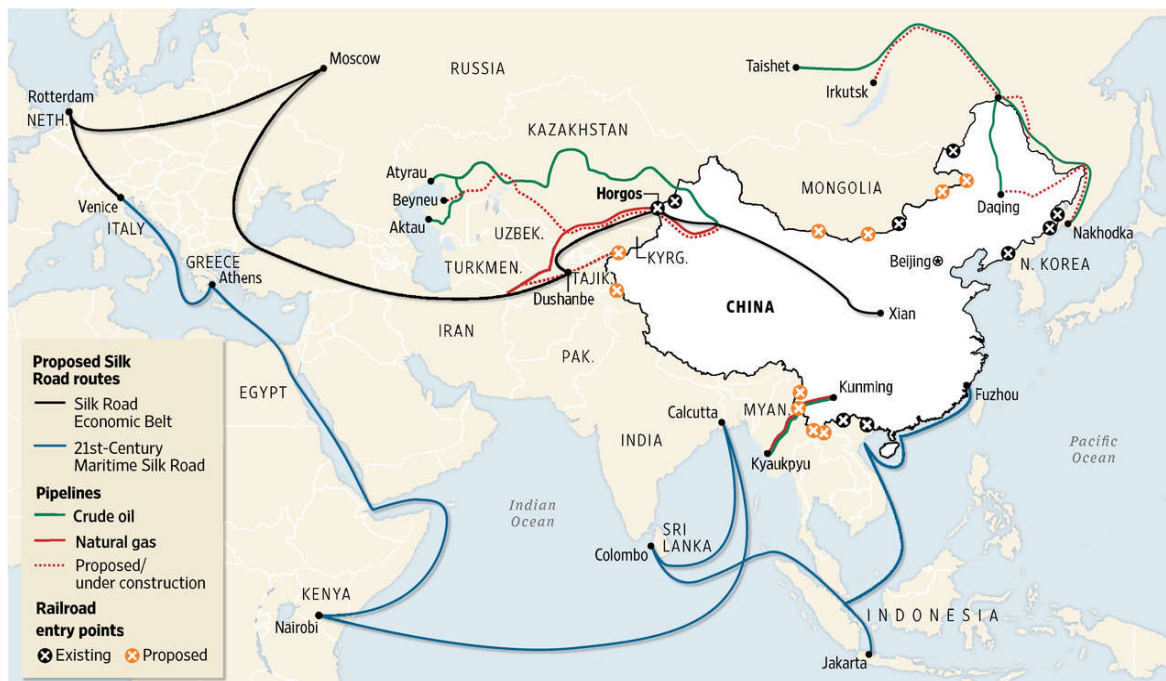 Moscow
RUSSIA
Taishet
Irkutsk
Rotterdam
NETH.
KAZAKHSTAN
Atyrau
Beyneu
Aktau
Horgos
MONGOLIA
Daqing
Venice
ITALY
UZBEK.
KYRG.
Nakhodka
GREECE
Athens
TURKMEN.
TAJIK.
Dushanbe
Beijing
N. KOREA
CHINA
Xian
IRAN
PAK.
Proposed Silk
Road routes
Silk Road
Economic Belt
21st-Century
Maritime Silk Road
Pipelines
Crude oil
Natural gas
Proposed/
under construction
Railroad
entry points
Existing
Proposed
EGYPT
Kunming
Fuzhou
Calcutta
MYAN.
INDIA
Kyaukpyu
Pacific
Ocean
Indian
Ocean
SRI
LANKA
Colombo
KENYA
Nairobi
INDONESIA
Jakarta